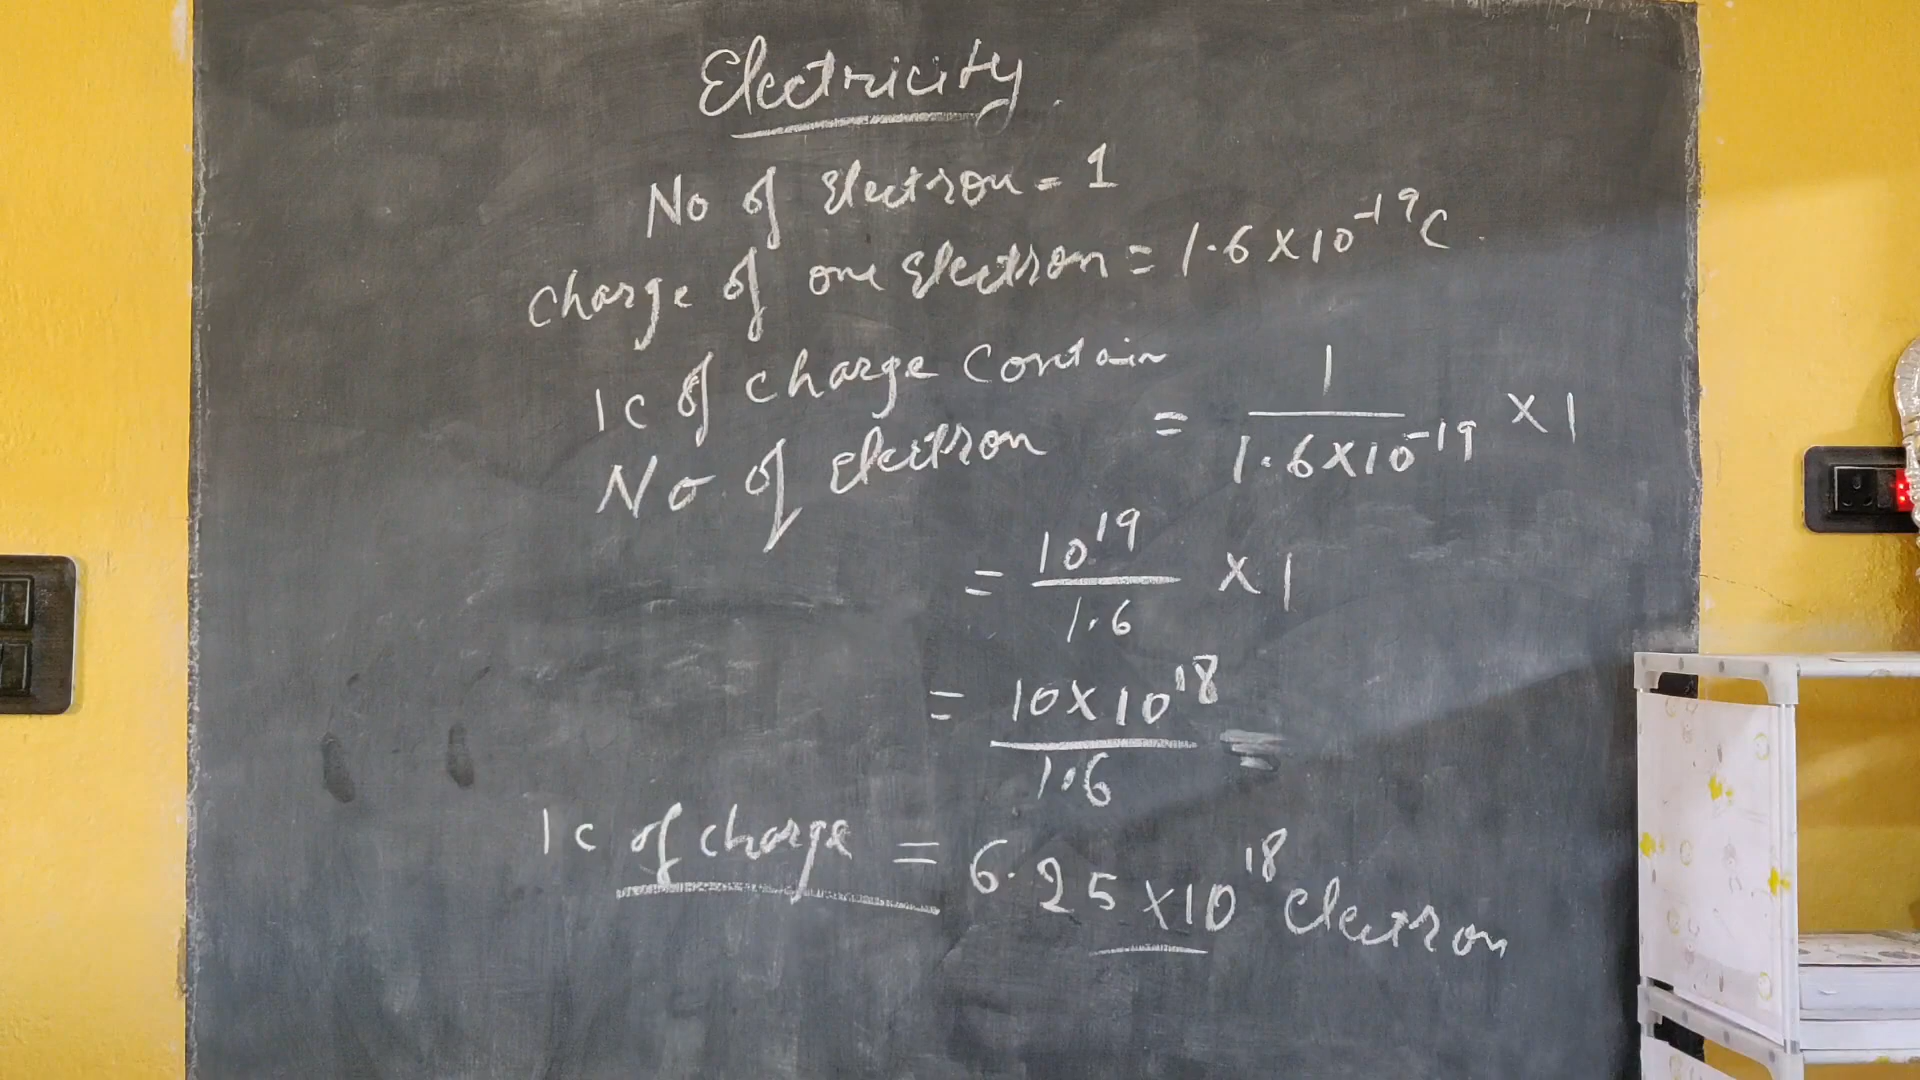 Electricity
No of Electron = 1
Charge of one Electron = 1.6 × 10⁻¹⁹ C
1C of charge contain
No. of Electron = 1 / 1.6 × 10⁻¹⁹ × 1
= 10¹⁹ / 1.6 × 1
= 10 × 10¹⁸ / 1.6
1C of charge = 6.25 × 10¹⁸ electron